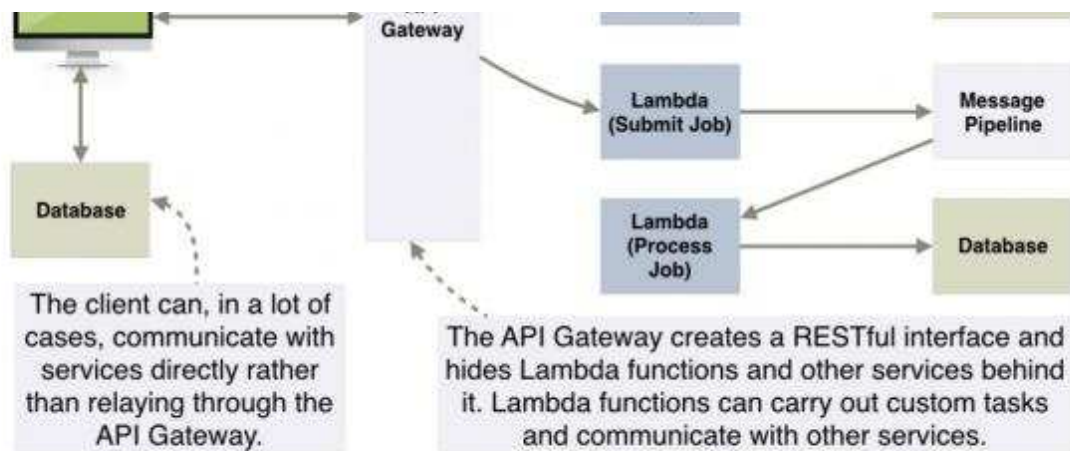 Gateway
Lambda
(Submit Job)
Message
Pipeline
Database
Lambda
(Process
Job)
Database
The client can, in a lot of
cases, communicate with
services directly rather
than relaying through the
API Gateway.
The API Gateway creates a RESTful interface and
hides Lambda functions and other services behind
it. Lambda functions can carry out custom tasks
and communicate with other services.